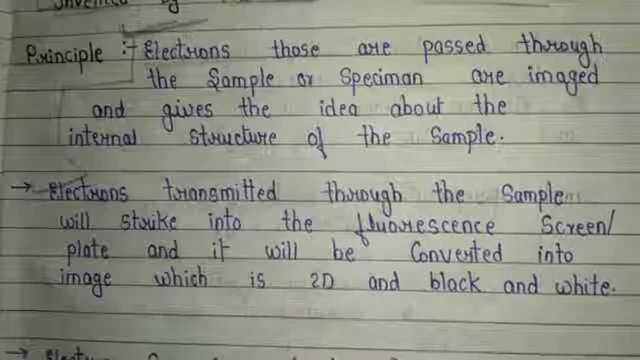 Invented by
Principle :- Electrons those are passed through
the Sample or Speciman are imaged
and gives the idea about the
internal structure of the Sample.
→ Electrons transmitted through the Sample
will strike into the fluorescence Screen/
plate and it will be Converted into
image which is 2D and black and white.